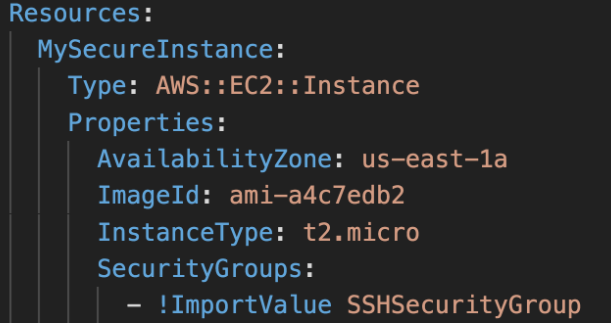 Resources:
MySecureInstance:
Type: AWS::EC2::Instance
Properties:
AvailabilityZone: us-east-1a
ImageId: ami-a4c7edb2
InstanceType: t2.micro
SecurityGroups:
- !ImportValue SSHSecurityGroup